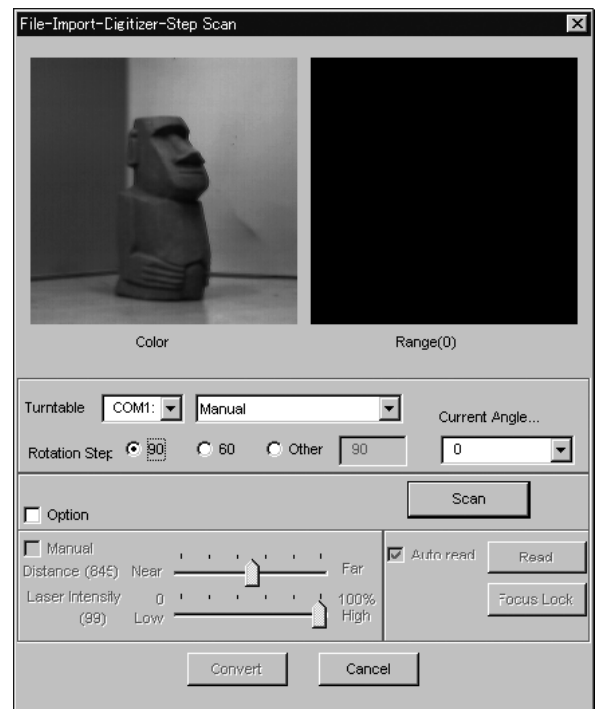 File-Import-Digitizer-Step Scan
Color
Range(0)
Turntable COM1: Manual
Current Angle...
Rotation Step 90 60 Other 90 0
Scan
Option
Manual
Auto read Read
Distance (845) Near Far
Laser Intensity 0 100%
Focus Lock
(99) Low High
Convert Cancel